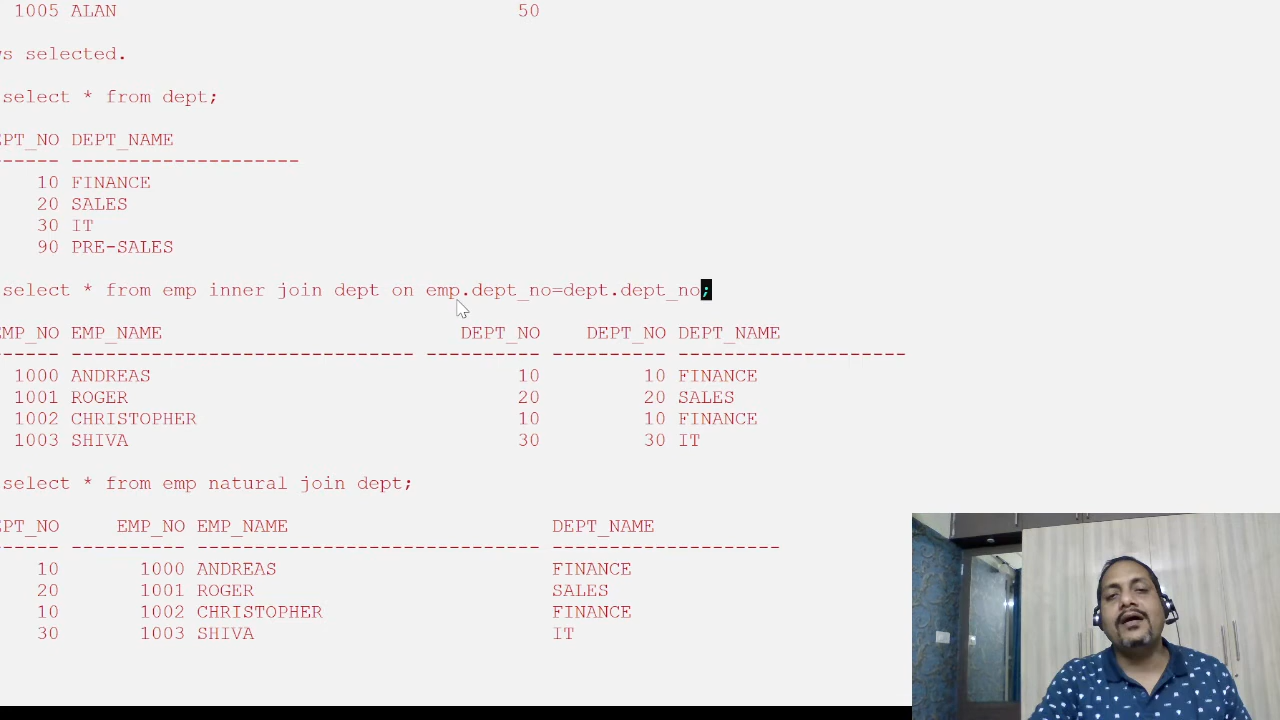 1005 ALAN 50
s selected.
select * from dept;
EPT_NO DEPT_NAME
------ --------------------
10 FINANCE
20 SALES
30 IT
90 PRE-SALES
select * from emp inner join dept on emp.dept_no=dept.dept_no;
EMP_NO EMP_NAME DEPT_NO DEPT_NO DEPT_NAME
------ ------------------------------ ---------- ---------- --------------------
1000 ANDREAS 10 10 FINANCE
1001 ROGER 20 20 SALES
1002 CHRISTOPHER 10 10 FINANCE
1003 SHIVA 30 30 IT
select * from emp natural join dept;
EPT_NO EMP_NO EMP_NAME DEPT_NAME
------ ---------- ------------------------------ --------------------
10 1000 ANDREAS FINANCE
20 1001 ROGER SALES
10 1002 CHRISTOPHER FINANCE
30 1003 SHIVA IT